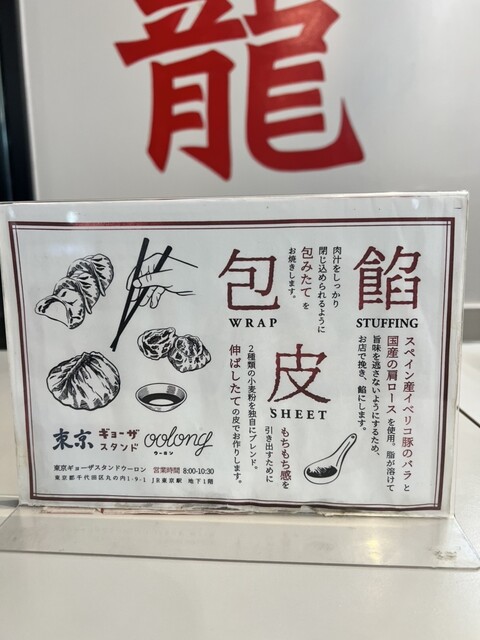 龍
餡
STUFFING
スペイン産イベリコ豚のバラと
国産の肩ロースを使用。脂が溶けて
旨味を逃さないようにするため、
お店で挽き、餡にします。
包
WRAP
肉汁をしっかり
閉じ込められるように
包みたてを
お焼きします。
皮
SHEET
もちもち感を
引き出すために
2種類の小麦粉を独自にブレンド。
伸ばしたての皮でお作りします。
東京
ギョーザ
スタンド
oolong
ウーロン
東京ギョーザスタンドウーロン 営業時間 8:00-10:30
東京都千代田区丸の内1-9-1 JR東京駅 地下1階